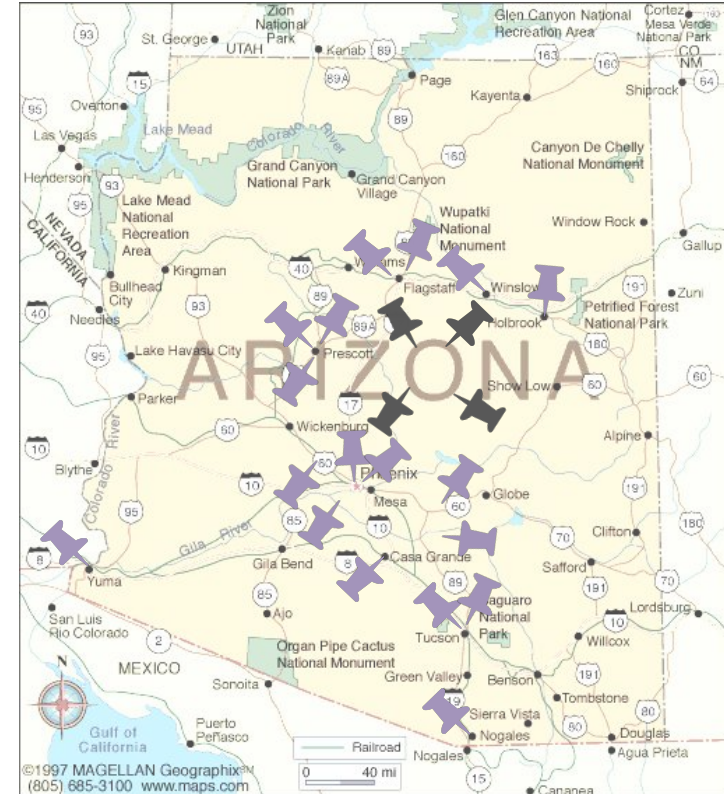 Zion
National
Park
Glen Canyon National
Recreation Area
Cortez
Mesa Verde
National Park
93
St. George
UTAH
Kanab
89
163
160
CO
NM
15
89A
Page
Kayenta
Shiprock
64
95
Overton
89
Las Vegas
Lake Mead
Colorado River
160
Canyon De Chelly
National Monument
Henderson
93
Grand Canyon
National Park
Grand Canyon
Village
95
NEVADA
CALIFORNIA
Lake Mead
National
Recreation
Area
Wupatki
National
Monument
Window Rock
Gallup
40
Kingman
Flagstaff
Winslow
191
Zuni
Bullhead
City
93
89
Petrified Forest
National Park
40
Needles
89A
Holbrook
180
95
Lake Havasu City
Prescott
ARIZONA
Show Low
60
60
Parker
17
Wickenburg
60
Alpine
10
Blythe
60
Phoenix
10
Mesa
Globe
191
Colorado River
95
85
60
Gila River
10
Clifton
180
8
Gila Bend
8
Casa Grande
70
Yuma
89
Safford
70
191
San Luis
Rio Colorado
85
Ajo
Saguaro
National
Park
10
Lordsburg
2
Tucson
Willcox
N
MEXICO
Organ Pipe Cactus
National Monument
Green Valley
Benson
191
Sonoita
19
Tombstone
80
Sierra Vista
80
Gulf of
California
Puerto
Peñasco
Nogales
Douglas
Railroad
Nogales
Agua Prieta
©1997 MAGELLAN Geographix SM
(805) 685-3100 www.maps.com
0 40 mi
15
Cananea